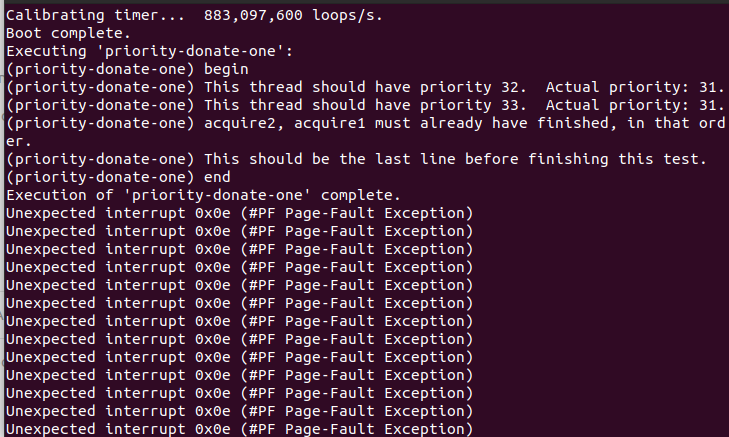 Calibrating timer...  883,097,600 loops/s.
Boot complete.
Executing 'priority-donate-one':
(priority-donate-one) begin
(priority-donate-one) This thread should have priority 32.  Actual priority: 31.
(priority-donate-one) This thread should have priority 33.  Actual priority: 31.
(priority-donate-one) acquire2, acquire1 must already have finished, in that ord
er.
(priority-donate-one) This should be the last line before finishing this test.
(priority-donate-one) end
Execution of 'priority-donate-one' complete.
Unexpected interrupt 0x0e (#PF Page-Fault Exception)
Unexpected interrupt 0x0e (#PF Page-Fault Exception)
Unexpected interrupt 0x0e (#PF Page-Fault Exception)
Unexpected interrupt 0x0e (#PF Page-Fault Exception)
Unexpected interrupt 0x0e (#PF Page-Fault Exception)
Unexpected interrupt 0x0e (#PF Page-Fault Exception)
Unexpected interrupt 0x0e (#PF Page-Fault Exception)
Unexpected interrupt 0x0e (#PF Page-Fault Exception)
Unexpected interrupt 0x0e (#PF Page-Fault Exception)
Unexpected interrupt 0x0e (#PF Page-Fault Exception)
Unexpected interrupt 0x0e (#PF Page-Fault Exception)
Unexpected interrupt 0x0e (#PF Page-Fault Exception)
Unexpected interrupt 0x0e (#PF Page-Fault Exception)